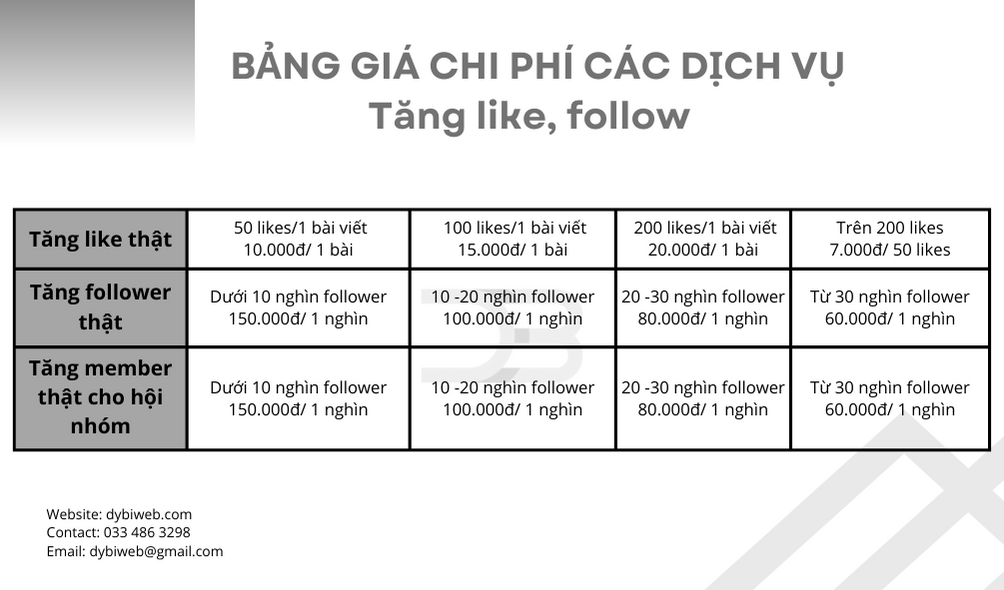 BẢNG GIÁ CHI PHÍ CÁC DỊCH VỤ
Tăng like, follow
Tăng like thật
50 likes/1 bài viết
10.000đ/ 1 bài
100 likes/1 bài viết
15.000đ/ 1 bài
200 likes/1 bài viết
20.000đ/ 1 bài
Trên 200 likes
7.000đ/ 50 likes
Tăng follower
thật
Dưới 10 nghìn follower
150.000đ/ 1 nghìn
10 -20 nghìn follower
100.000đ/ 1 nghìn
20 -30 nghìn follower
80.000đ/ 1 nghìn
Từ 30 nghìn follower
60.000đ/ 1 nghìn
Tăng member
thật cho hội
nhóm
Dưới 10 nghìn follower
150.000đ/ 1 nghìn
10 -20 nghìn follower
100.000đ/ 1 nghìn
20 -30 nghìn follower
80.000đ/ 1 nghìn
Từ 30 nghìn follower
60.000đ/ 1 nghìn
Website: dybiweb.com
Contact: 033 486 3298
Email: dybiweb@gmail.com